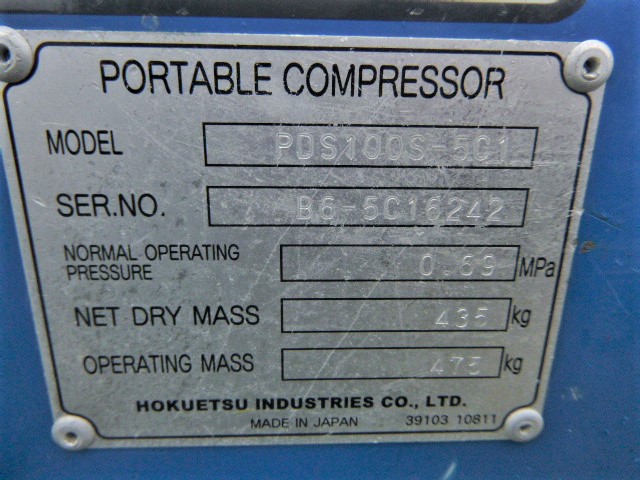 PORTABLE COMPRESSOR
MODEL PDS100S-5C1
SER.NO. B6-5C16242
NORMAL OPERATING
PRESSURE 0.69 MPa
NET DRY MASS 435 kg
OPERATING MASS 475 kg
HOKUETSU INDUSTRIES CO., LTD.
MADE IN JAPAN 39103 10811